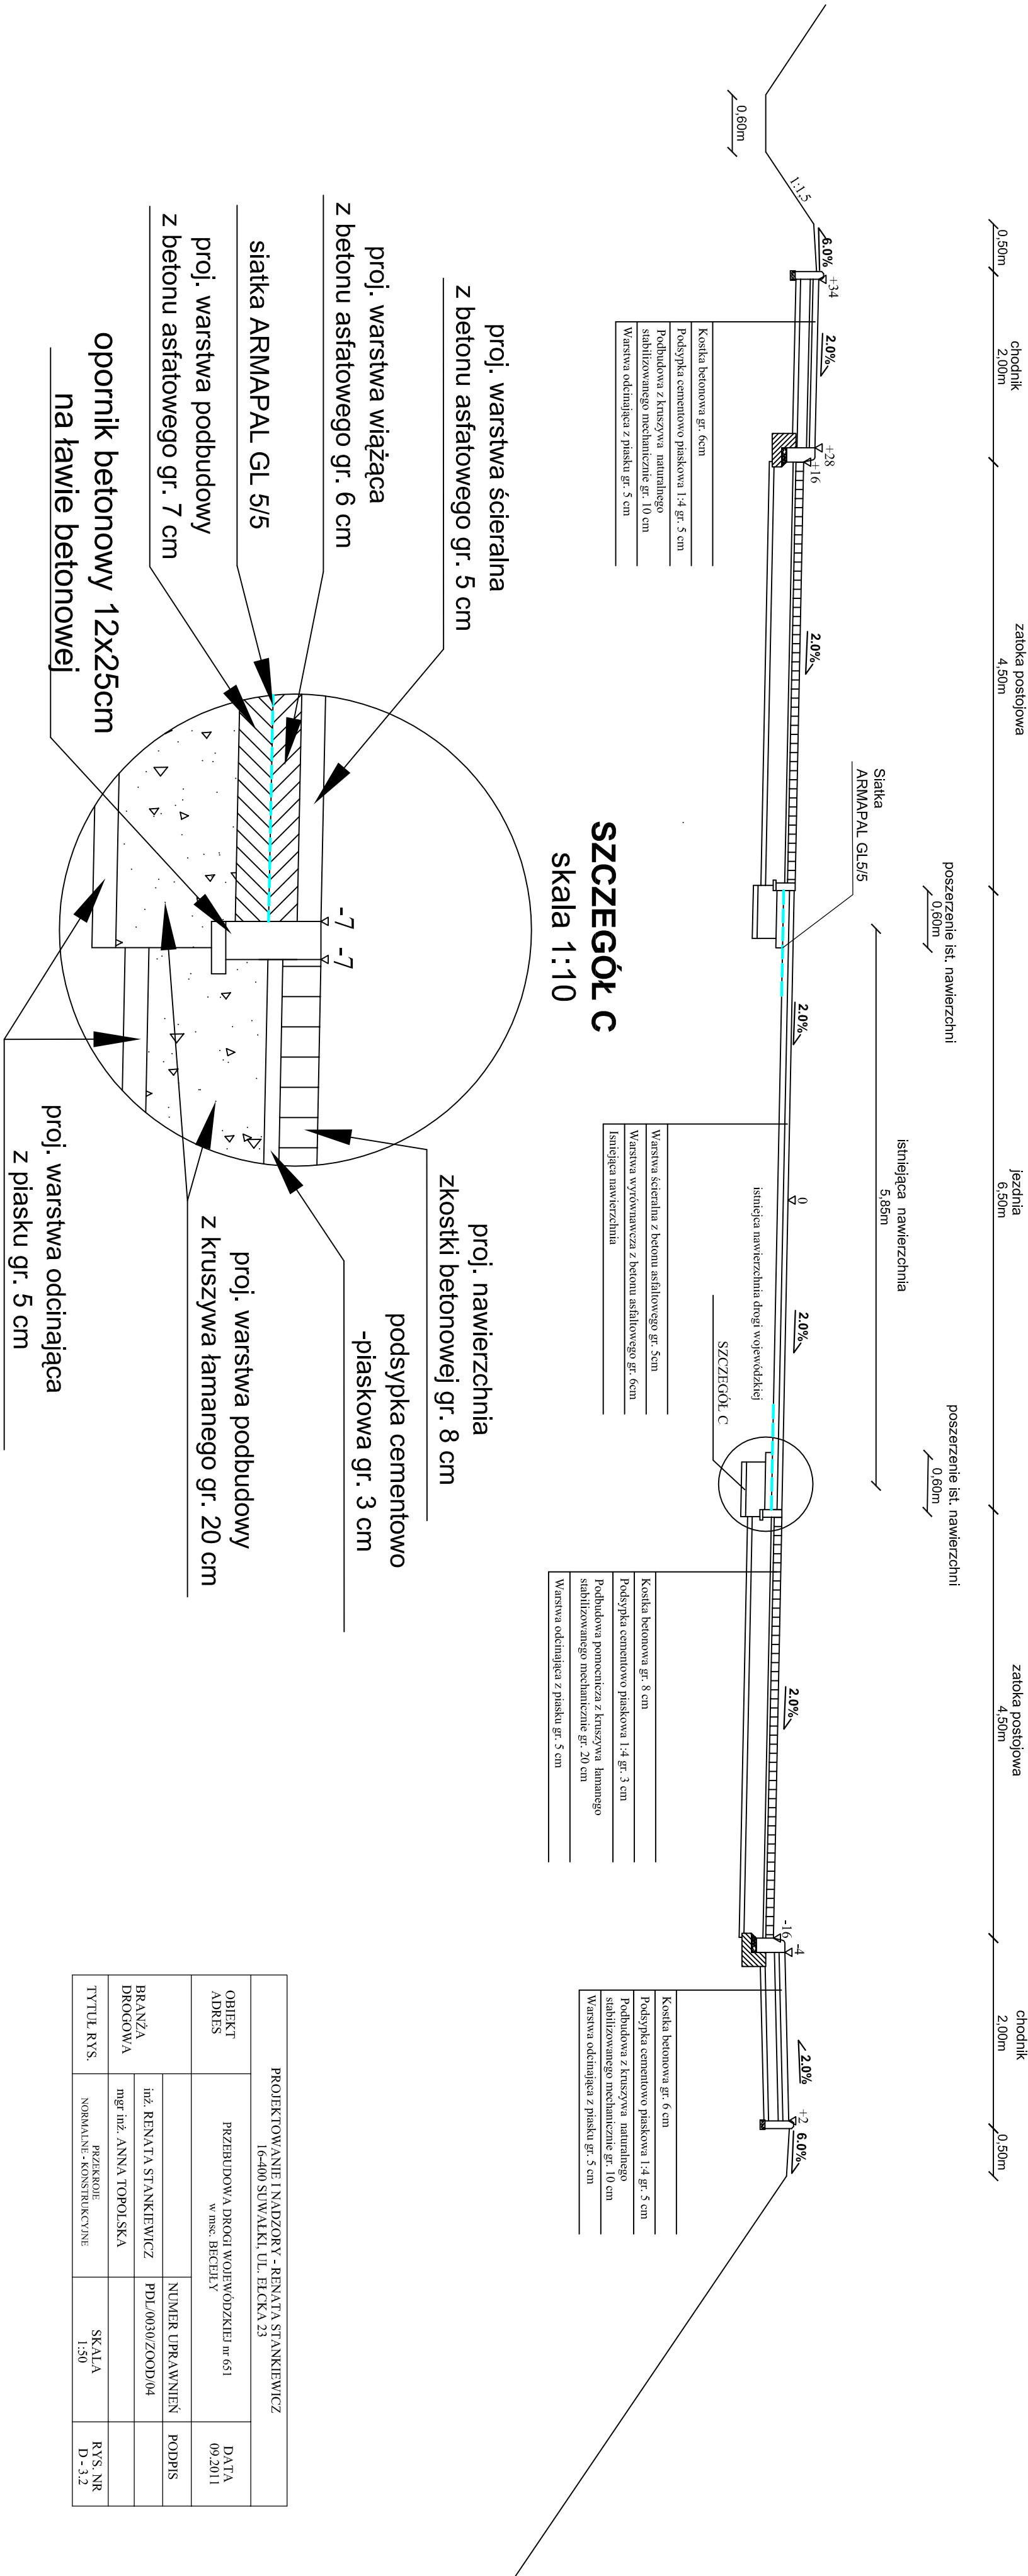 0,50m
chodnik
2,00m
zatoka postojowa
4,50m
jezdnia
6,50m
zatoka postojowa
4,50m
chodnik
2,00m
0,50m
poszerzenie ist. nawierzchni
0,60m
poszerzenie ist. nawierzchni
0,60m
istniejąca nawierzchnia
5,85m
Siatka
ARMAPAL GL5/5
0,60m
1:1,5
6.0%
+34
2.0%
+28
+16
2.0%
2.0%
0
2.0%
2.0%
-16
-4
2.0%
+2
6.0%
Kostka betonowa gr. 6cm
Podsypka cementowo piaskowa 1:4 gr. 5 cm
Podbudowa z kruszywa naturalnego
stabilizowanego mechanicznie gr. 10 cm
Warstwa odcinająca z piasku gr. 5 cm
istniejca nawierzchnia drogi wojewódzkiej
Warstwa ścieralna z betonu asfaltowego gr. 5cm
Warstwa wyrównawcza z betonu asfaltowego gr. 6cm
Isniejąca nawierzchnia
SZCZEGÓŁ C
Kostka betonowa gr. 8 cm
Podsypka cementowo piaskowa 1:4 gr. 3 cm
Podbudowa pomocnicza z kruszywa łamanego
stabilizowanego mechanicznie gr. 20 cm
Warstwa odcinająca z piasku gr. 5 cm
Kostka betonowa gr. 6 cm
Podsypka cementowo piaskowa 1:4 gr. 5 cm
Podbudowa z kruszywa naturalnego
stabilizowanego mechanicznie gr. 10 cm
Warstwa odcinająca z piasku gr. 5 cm
SZCZEGÓŁ C
skala 1:10
proj. warstwa ścieralna
z betonu asfatowego gr. 5 cm
proj. warstwa wiążąca
z betonu asfatowego gr. 6 cm
siatka ARMAPAL GL 5/5
proj. warstwa podbudowy
z betonu asfatowego gr. 7 cm
opornik betonowy 12x25cm
na ławie betonowej
-7
-7
proj. nawierzchnia
zkostki betonowej gr. 8 cm
podsypka cementowo
-piaskowa gr. 3 cm
proj. warstwa podbudowy
z kruszywa łamanego gr. 20 cm
proj. warstwa odcinająca
z piasku gr. 5 cm
PROJEKTOWANIE I NADZORY - RENATA STANKIEWICZ
16-400 SUWAŁKI, UL. EŁCKA 23
OBIEKT
ADRES
PRZEBUDOWA DROGI WOJEWÓDZKIEJ nr 651
w msc. BECEJŁY
DATA
09.2011
BRANŻA
DROGOWA
NUMER UPRAWNIEŃ
PODPIS
inż. RENATA STANKIEWICZ
PDL/0030/ZOOD/04
mgr inż. ANNA TOPOLSKA
TYTUŁ RYS.
PRZEKROJE
NORMALNE - KONSTRUKCYJNE
SKALA
1:50
RYS. NR
D - 3.2